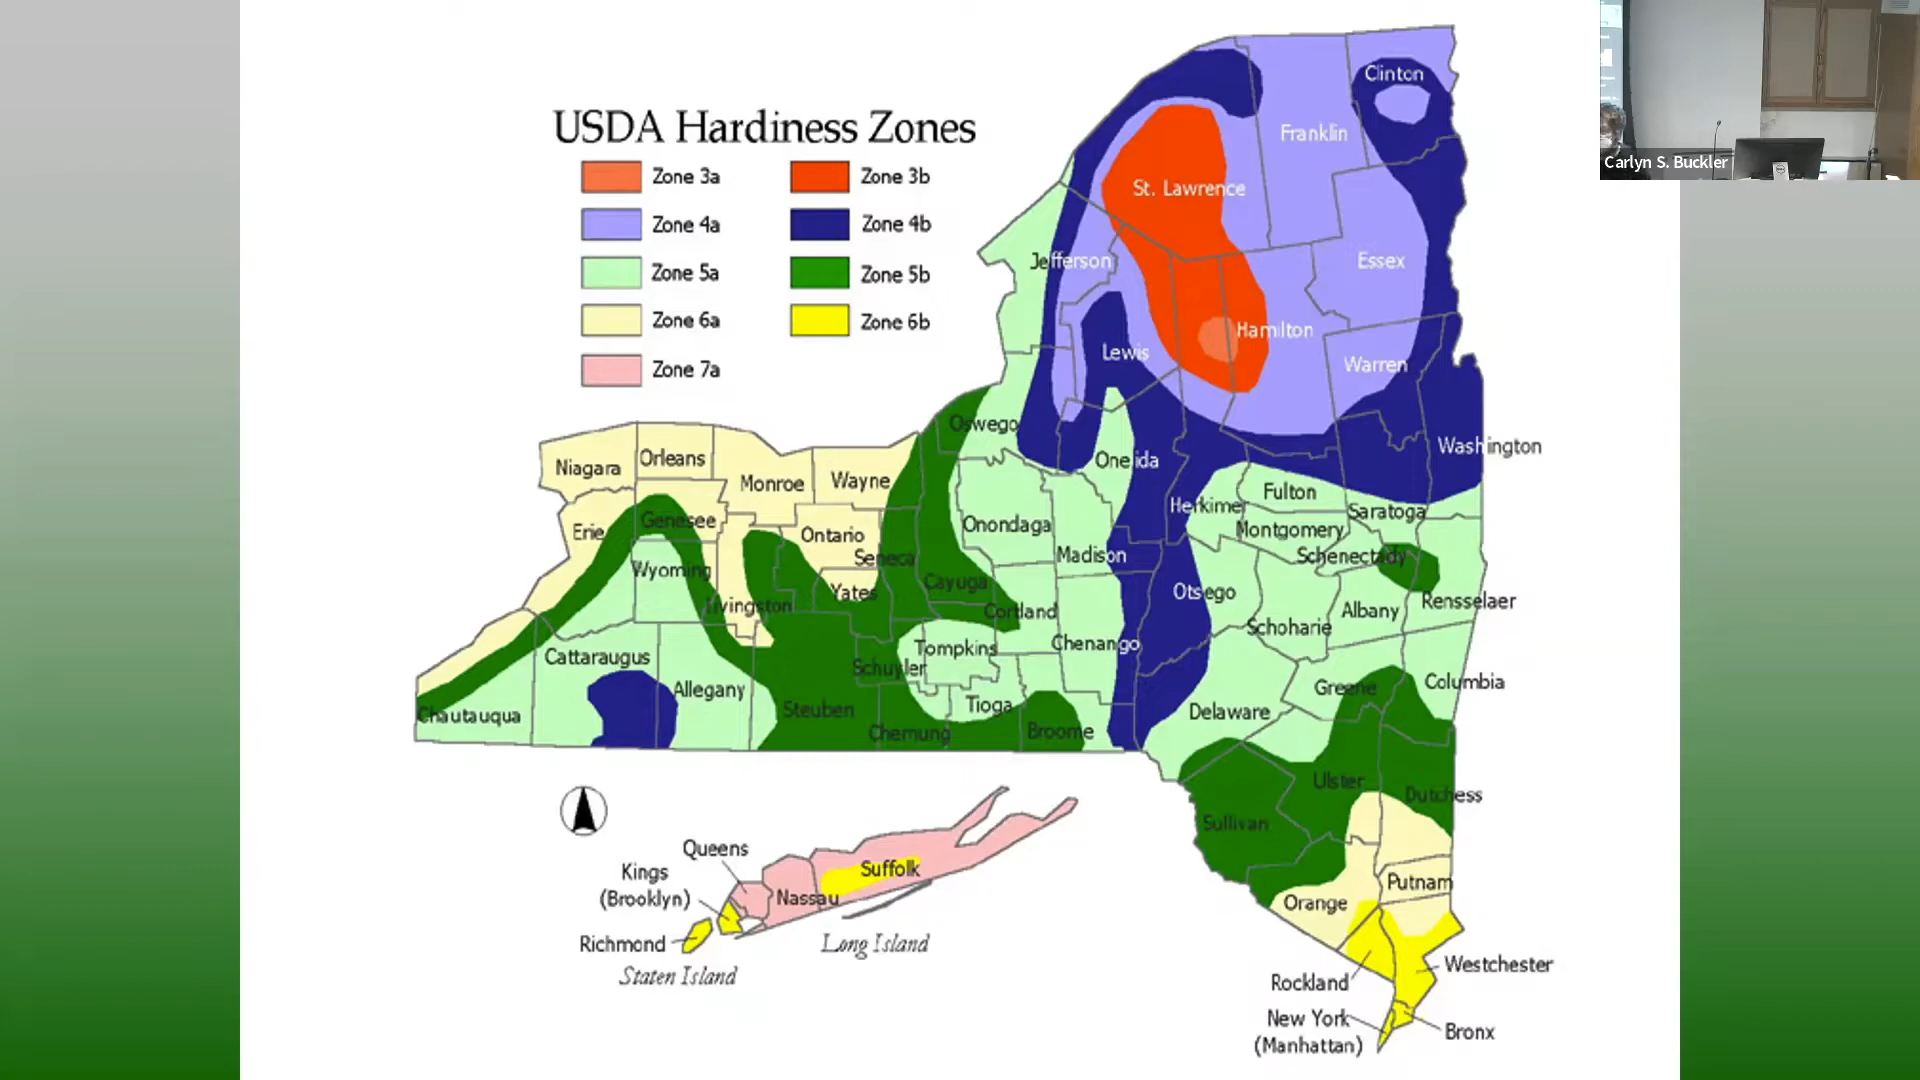 Carlyn S. Buckler
USDA Hardiness Zones
Zone 3a
Zone 3b
Zone 4a
Zone 4b
Zone 5a
Zone 5b
Zone 6a
Zone 6b
Zone 7a
Clinton
Franklin
St. Lawrence
Jefferson
Essex
Hamilton
Lewis
Warren
Oswego
Washington
Oneida
Niagara
Orleans
Monroe
Wayne
Herkimer
Fulton
Saratoga
Genesee
Erie
Ontario
Onondaga
Montgomery
Seneca
Madison
Schenectady
Wyoming
Cayuga
Yates
Otsego
Livingston
Cortland
Albany
Rensselaer
Schoharie
Cattaraugus
Tompkins
Chenango
Schuyler
Allegany
Greene
Columbia
Chautauqua
Steuben
Tioga
Delaware
Chemung
Broome
Ulster
Dutchess
Sullivan
Queens
Kings
(Brooklyn)
Suffolk
Nassau
Putnam
Orange
Richmond
Long Island
Staten Island
Westchester
Rockland
New York
(Manhattan)
Bronx